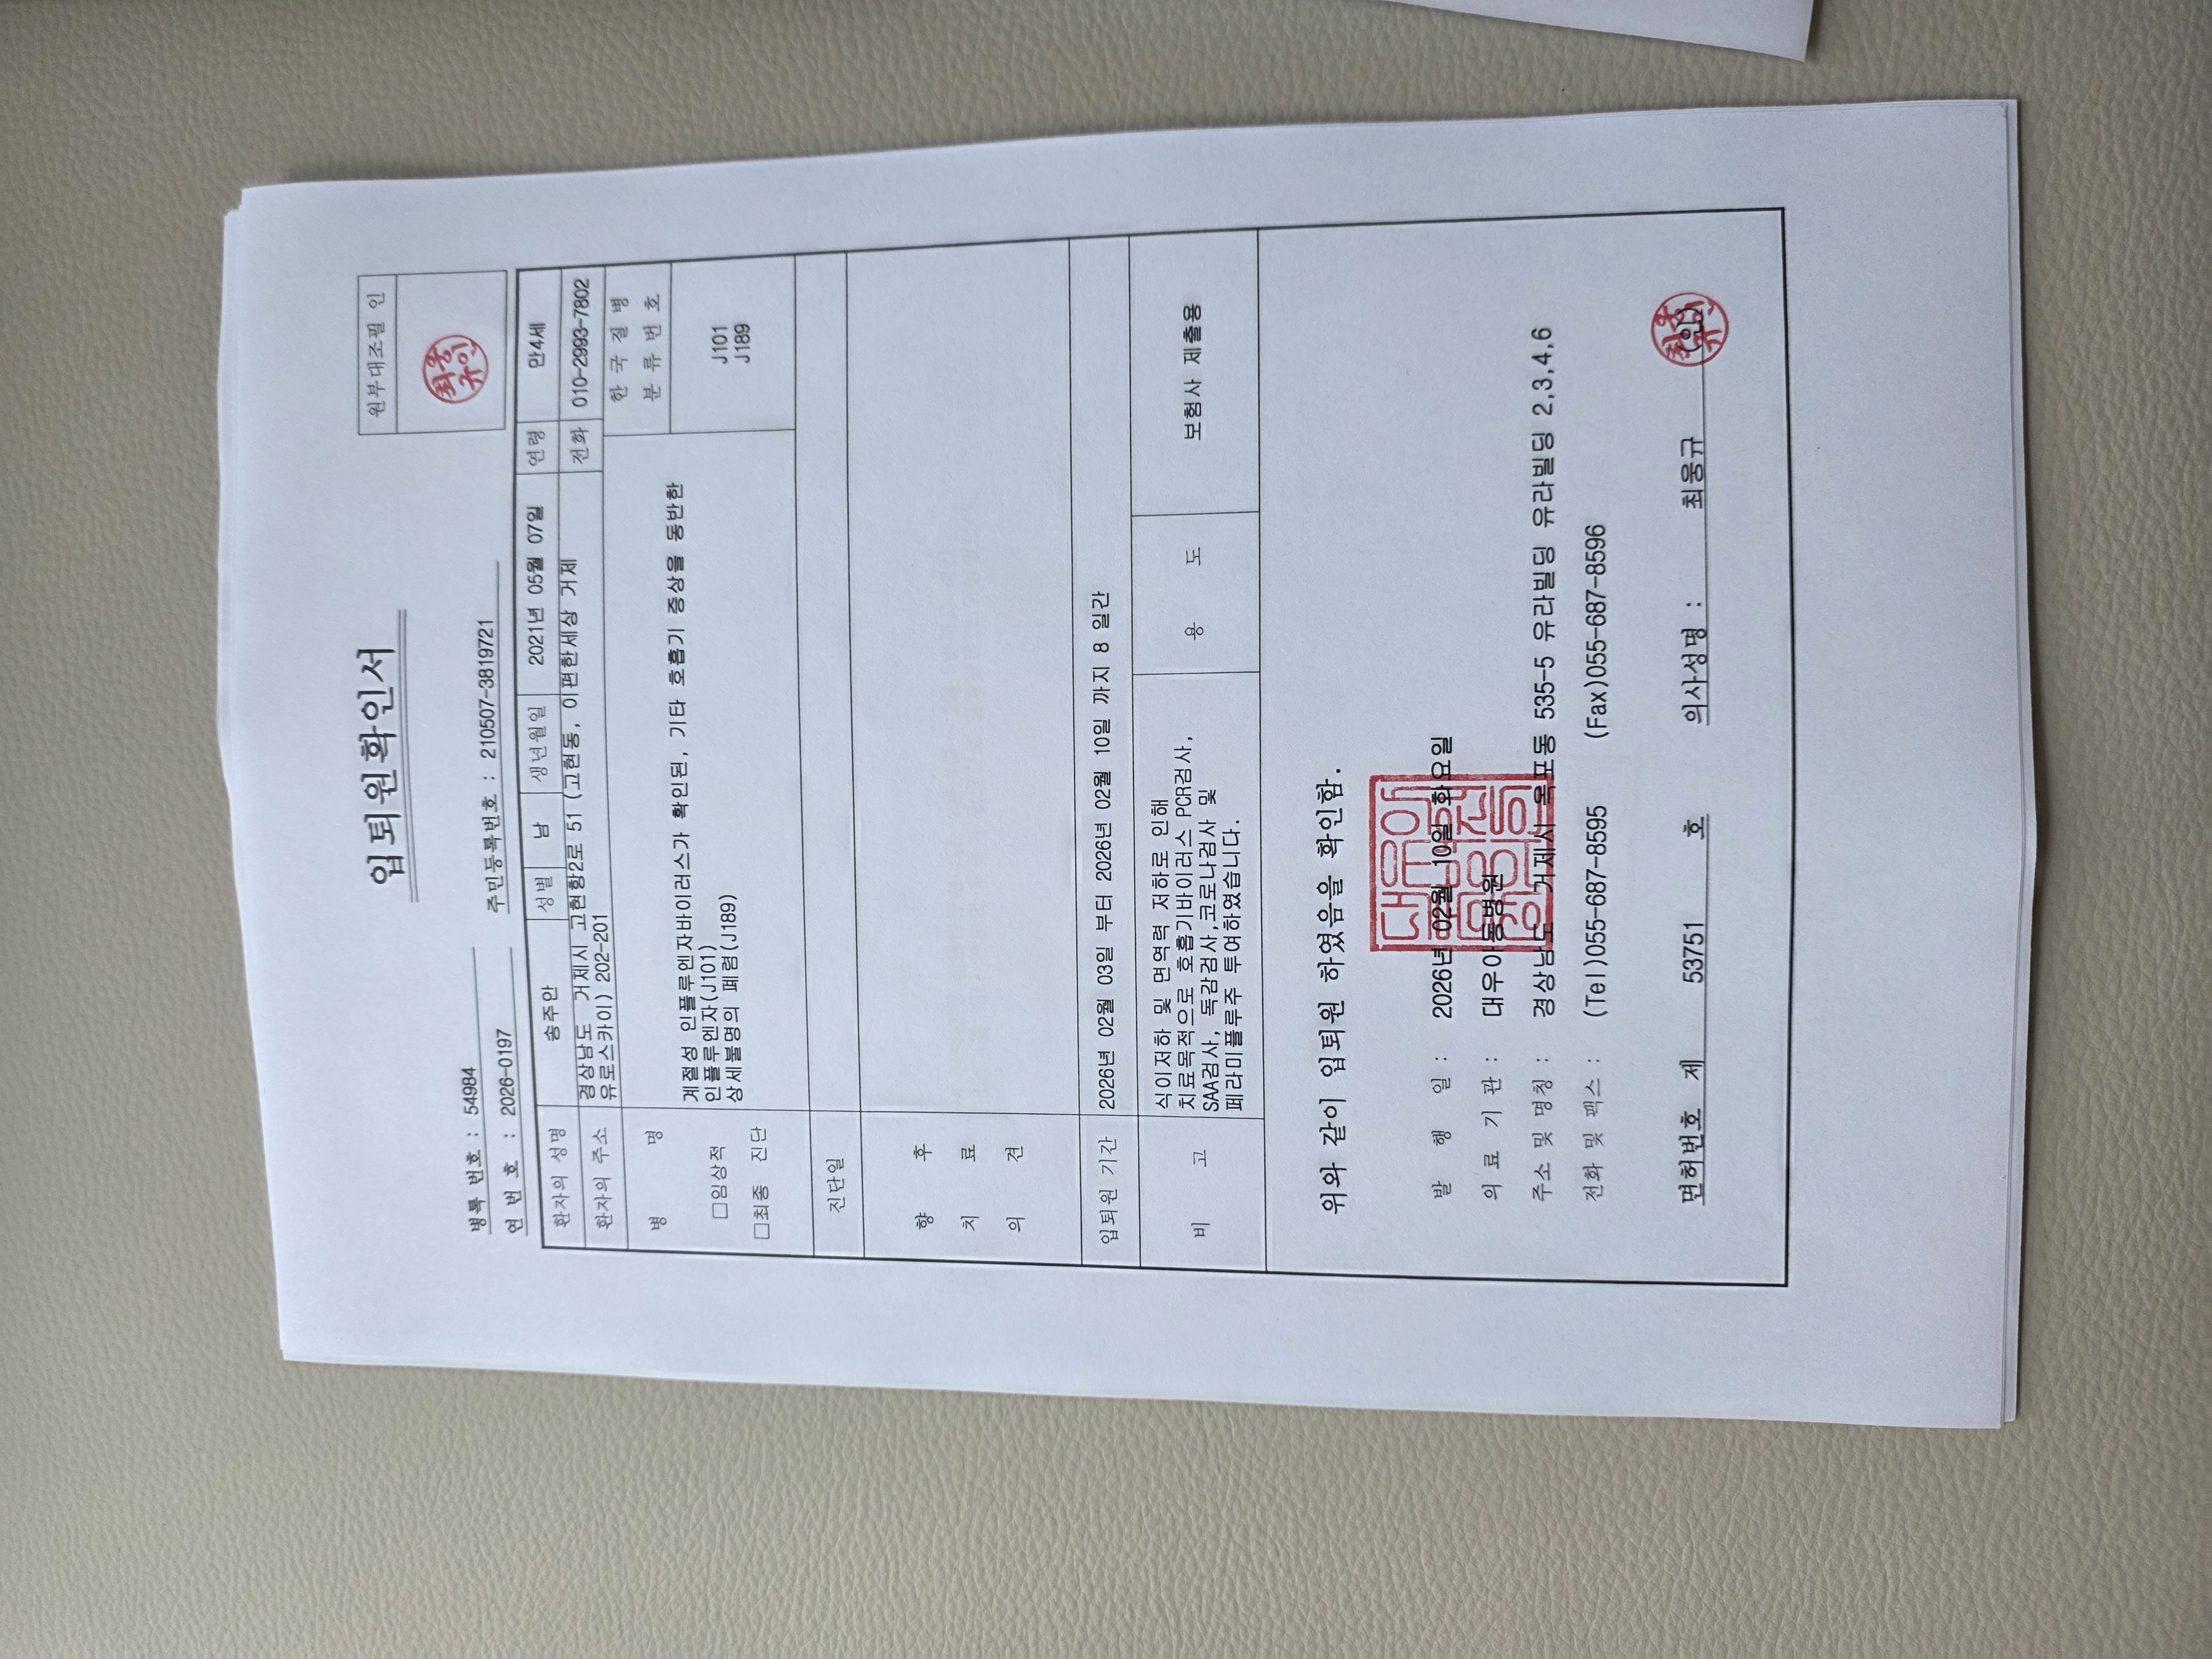 입퇴원확인서
원부대조필 인
병록 번호 : 54984
연 번 호 : 2026-0197
주민등록번호 : 210507-3819721
환자의 성명 송주안 성별 남 생년월일 2021년 05월 07일 연령 만4세
환자의 주소 경상남도 거제시 고현항2로 51 (고현동, 이편한세상 거제 유로스카이) 202-201 전화 010-2993-7802
병 명
□임상적
□최종 진단
계절성 인플루엔자바이러스가 확인된, 기타 호흡기 증상을 동반한
인플루엔자(J101)
상세불명의 폐렴(J189)
한 국 질 병
분 류 번 호
J101
J189
진단일
향 후
치 료
의 견
입퇴원 기간 2026년 02월 03일 부터 2026년 02월 10일 까지 8 일간
비 고
식이저하 및 면역력 저하로 인해
치료목적으로 호흡기바이러스 PCR검사,
SAA검사, 독감검사,코로나검사 및
페라미플루주 투여하였습니다.
용 도 보험사 제출용
위와 같이 입퇴원 하였음을 확인함.
발 행 일 : 2026년 02월 10일 화요일
의 료 기 관 : 대우아동병원
주소 및 명칭 : 경상남도 거제시 옥포동 535-5 유라빌딩 유라빌딩 2,3,4,6
전화 및 팩스 : (Tel)055-687-8595 (Fax)055-687-8596
면허번호 제 53751 호 의사성명 : 최웅규 (인)